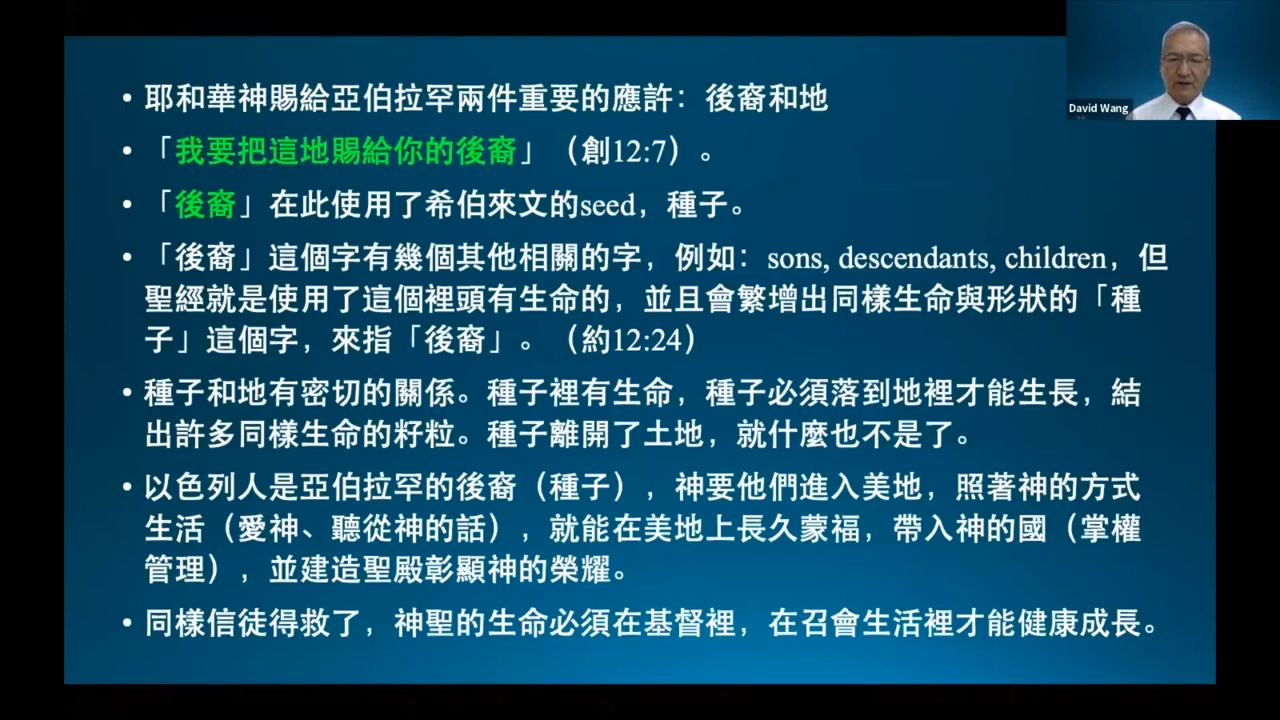 • 耶和華神賜給亞伯拉罕兩件重要的應許：後裔和地
David Wang
• 「我要把這地賜給你的後裔」（創12:7）。
• 「後裔」在此使用了希伯來文的seed，種子。
• 「後裔」這個字有幾個其他相關的字，例如：sons, descendants, children，但
聖經就是使用了這個裡頭有生命的，並且會繁增出同樣生命與形狀的「種
子」這個字，來指「後裔」。（約12:24）
• 種子和地有密切的關係。種子裡有生命，種子必須落到地裡才能生長，結
出許多同樣生命的籽粒。種子離開了土地，就什麼也不是了。
• 以色列人是亞伯拉罕的後裔（種子），神要他們進入美地，照著神的方式
生活（愛神、聽從神的話），就能在美地上長久蒙福，帶入神的國（掌權
管理），並建造聖殿彰顯神的榮耀。
• 同樣信徒得救了，神聖的生命必須在基督裡，在召會生活裡才能健康成長。